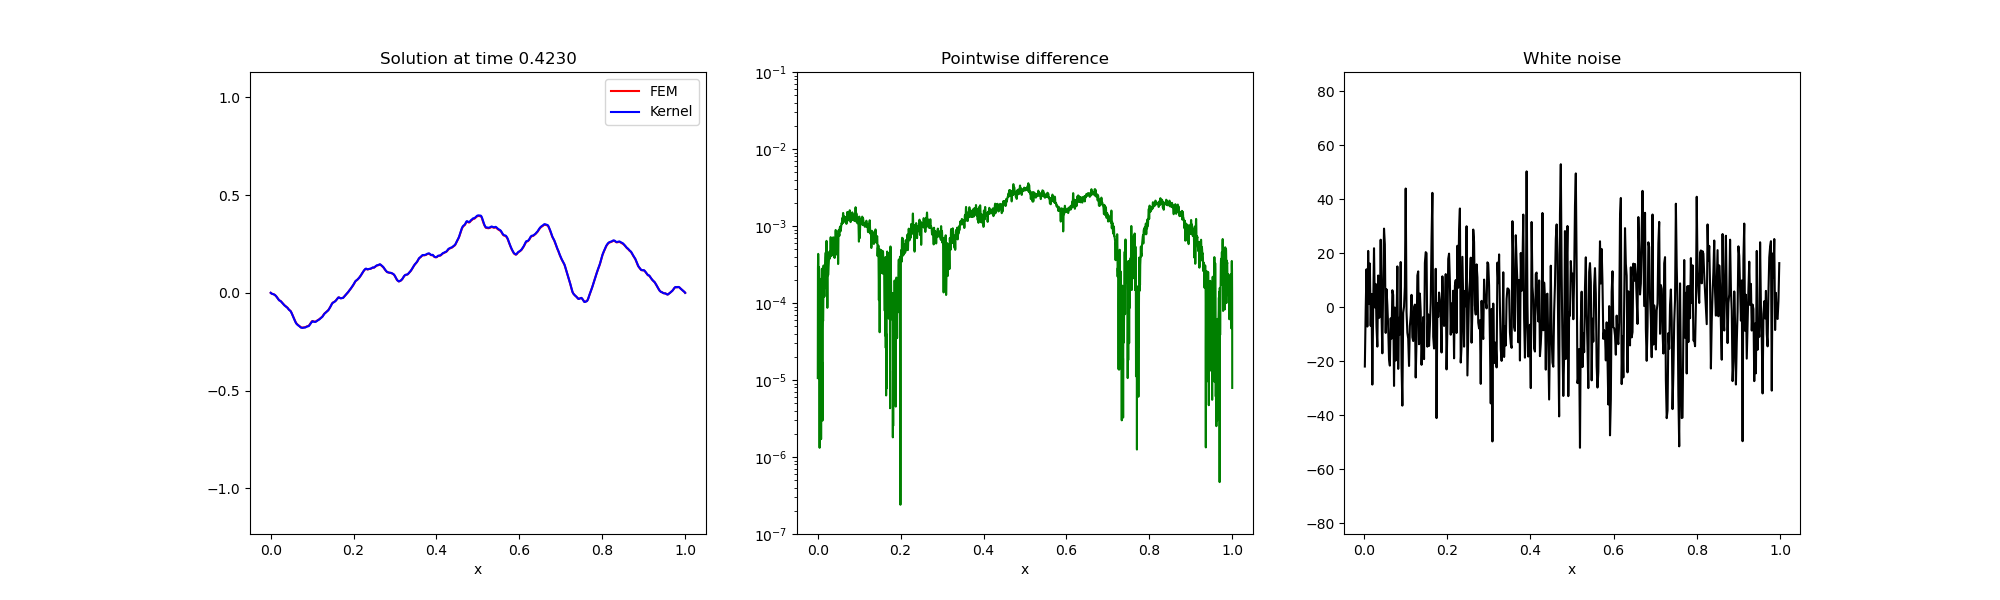 Solution at time 0.4230
1.0
0.5
0.0
−0.5
−1.0
0.0 0.2 0.4 0.6 0.8 1.0
x
FEM
Kernel
Pointwise difference
10⁻¹
10⁻²
10⁻³
10⁻⁴
10⁻⁵
10⁻⁶
10⁻⁷
0.0 0.2 0.4 0.6 0.8 1.0
x
White noise
80
60
40
20
0
−20
−40
−60
−80
0.0 0.2 0.4 0.6 0.8 1.0
x